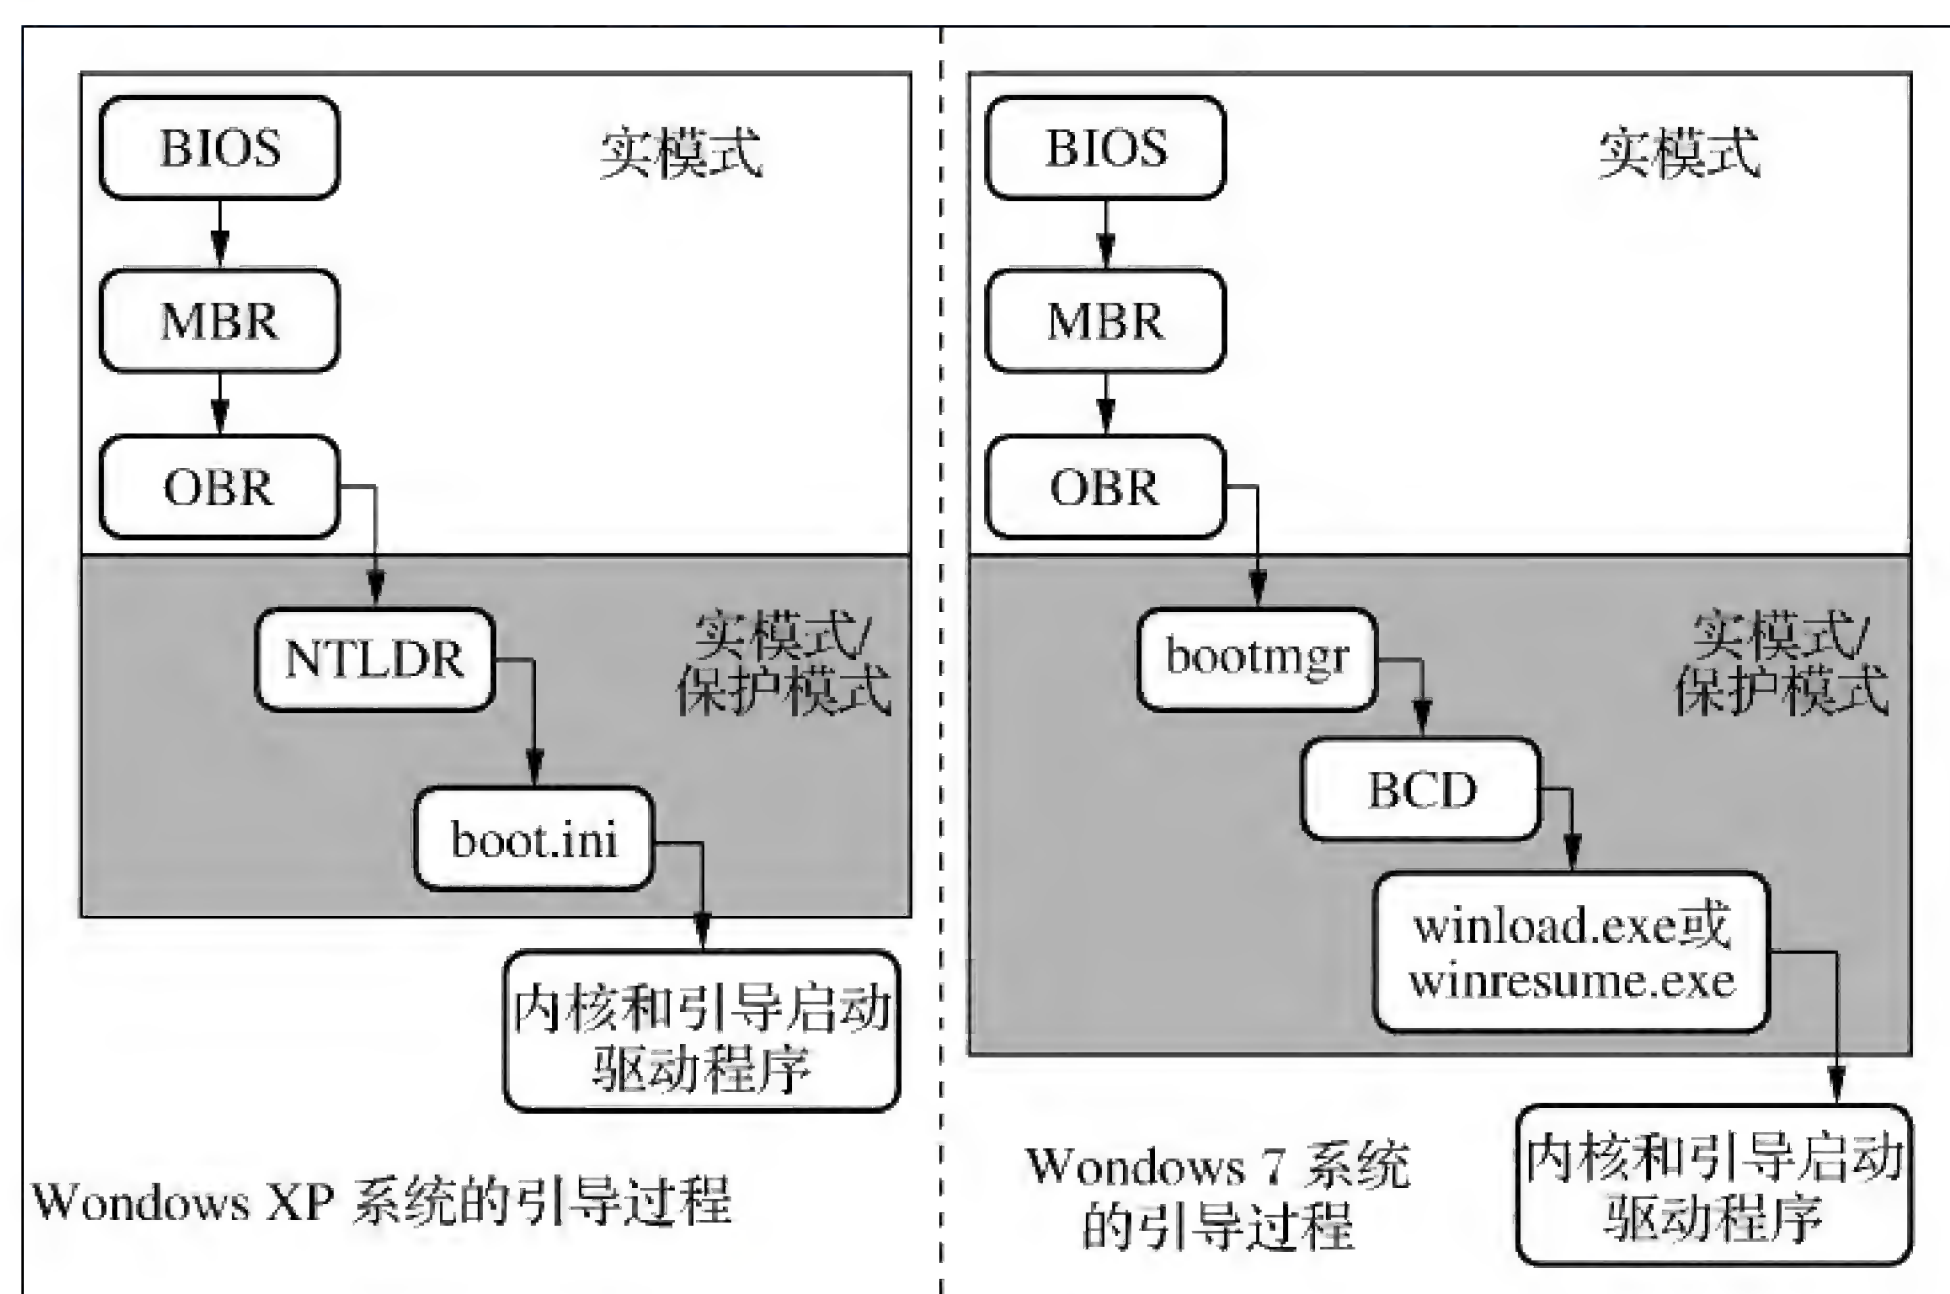 BIOS
实模式
MBR
OBR
NTLDR
实模式/
保护模式
boot.ini
内核和引导启动
驱动程序
Wondows XP 系统的引导过程
BIOS
实模式
MBR
OBR
bootmgr
实模式/
保护模式
BCD
winload.exe或
winresume.exe
内核和引导启动
驱动程序
Wondows 7 系统
的引导过程